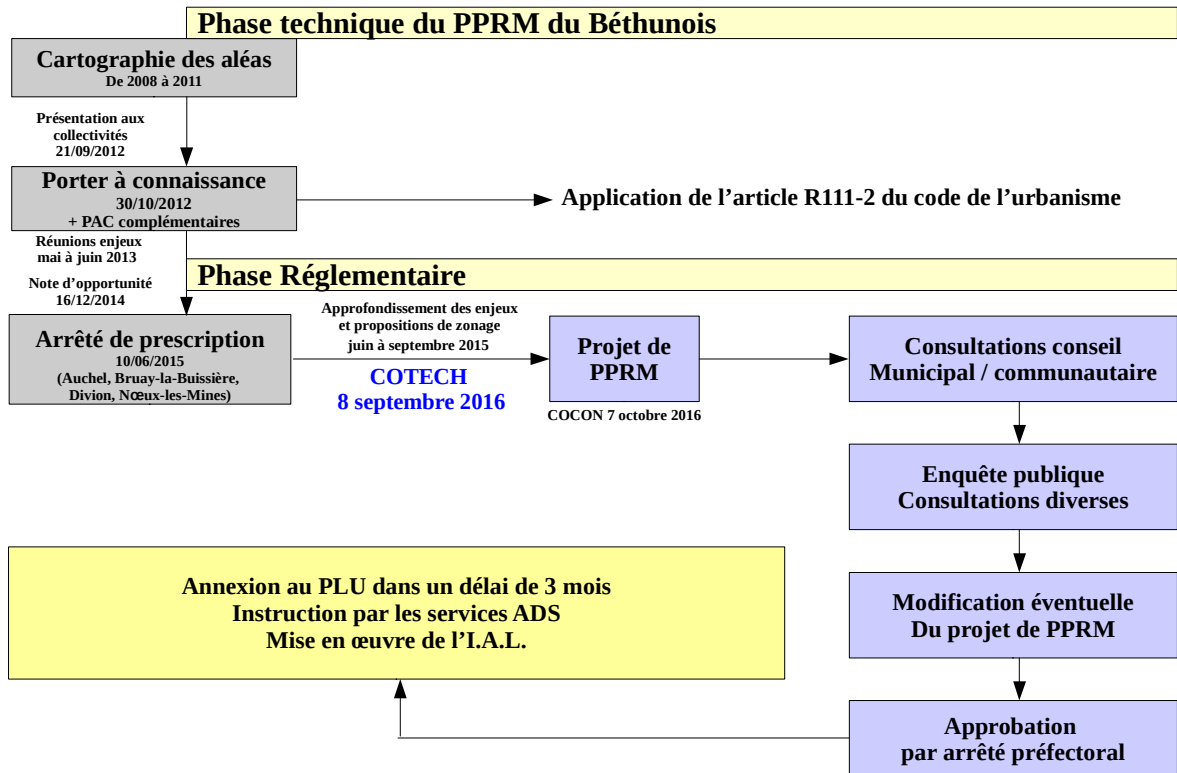 Phase technique du PPRM du Béthunois
Cartographie des aléas
De 2008 à 2011
Présentation aux
collectivités
21/09/2012
Porter à connaissance
30/10/2012
+ PAC complémentaires
Application de l’article R111-2 du code de l’urbanisme
Réunions enjeux
mai à juin 2013
Note d’opportunité
16/12/2014
Phase Réglementaire
Arrêté de prescription
10/06/2015
(Auchel, Bruay-la-Buissière,
Divion, Nœux-les-Mines)
Approfondissement des enjeux
et propositions de zonage
juin à septembre 2015
COTECH
8 septembre 2016
Projet de
PPRM
COCON 7 octobre 2016
Consultations conseil
Municipal / communautaire
Enquête publique
Consultations diverses
Modification éventuelle
Du projet de PPRM
Approbation
par arrêté préfectoral
Annexion au PLU dans un délai de 3 mois
Instruction par les services ADS
Mise en œuvre de l’I.A.L.